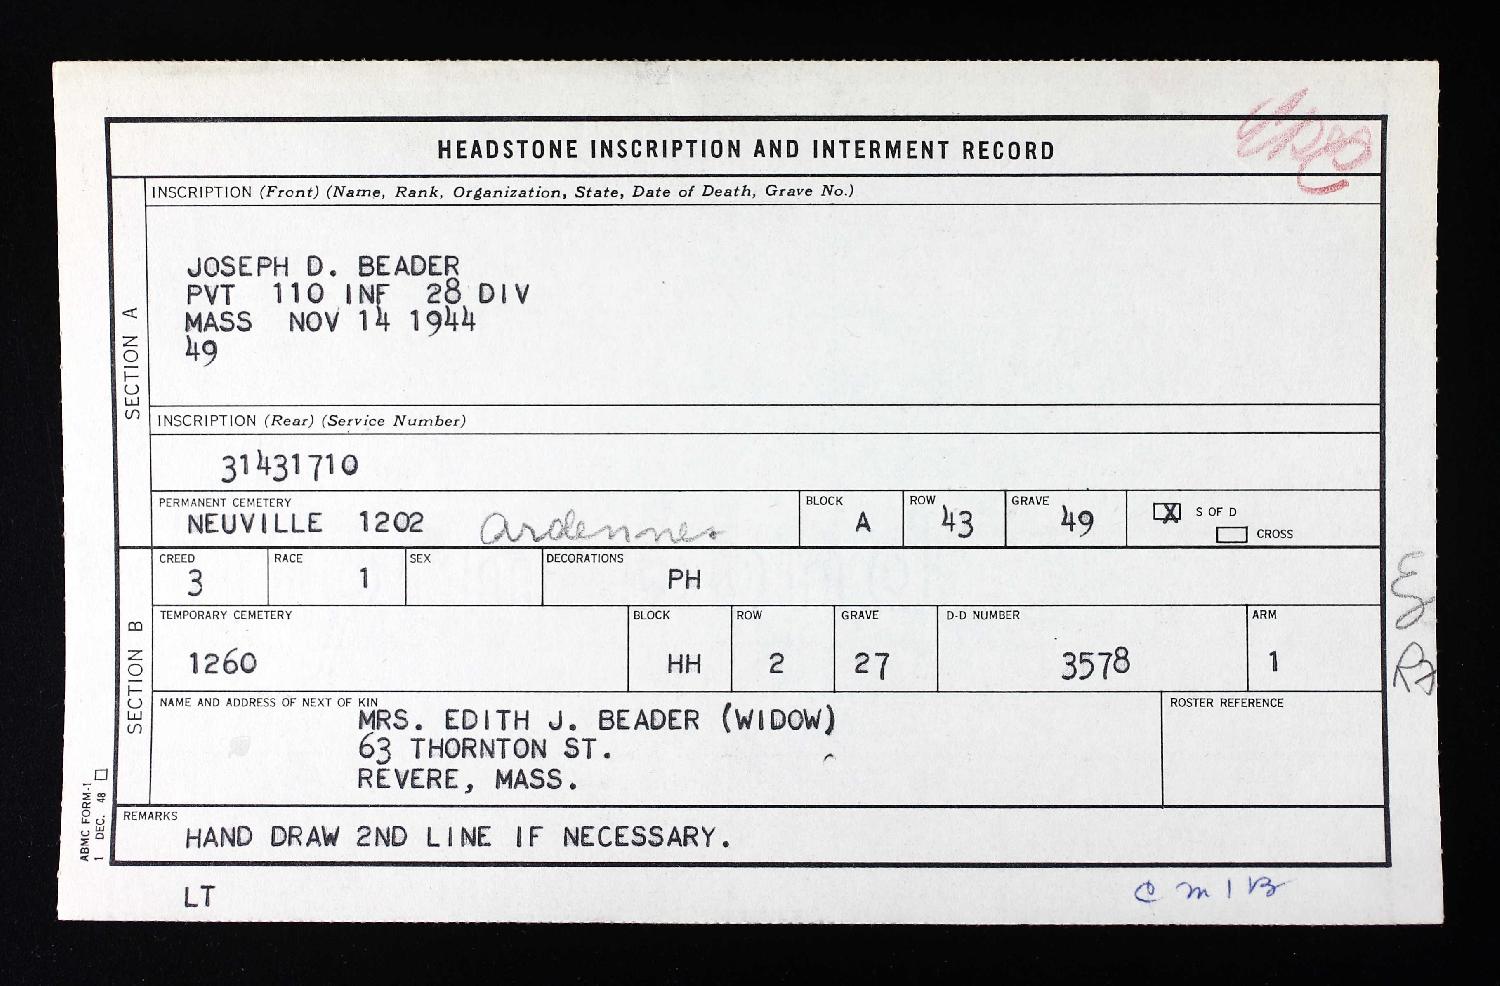 HEADSTONE INSCRIPTION AND INTERMENT RECORD
SECTION A
INSCRIPTION (Front) (Name, Rank, Organization, State, Date of Death, Grave No.)
JOSEPH D. BEADER
PVT 110 INF 28 DIV
MASS NOV 14 1944
49
INSCRIPTION (Rear) (Service Number)
31431710
PERMANENT CEMETERY BLOCK ROW GRAVE
NEUVILLE 1202 Ardennes A 43 49 X S OF D
CROSS
SECTION B
CREED RACE SEX DECORATIONS
3 1 PH
TEMPORARY CEMETERY BLOCK ROW GRAVE D-D NUMBER ARM
1260 HH 2 27 3578 1
NAME AND ADDRESS OF NEXT OF KIN ROSTER REFERENCE
MRS. EDITH J. BEADER (WIDOW)
63 THORNTON ST.
REVERE, MASS.
REMARKS
HAND DRAW 2ND LINE IF NECESSARY.
ABMC FORM-1
1 DEC. 48
LT
C M 1 B